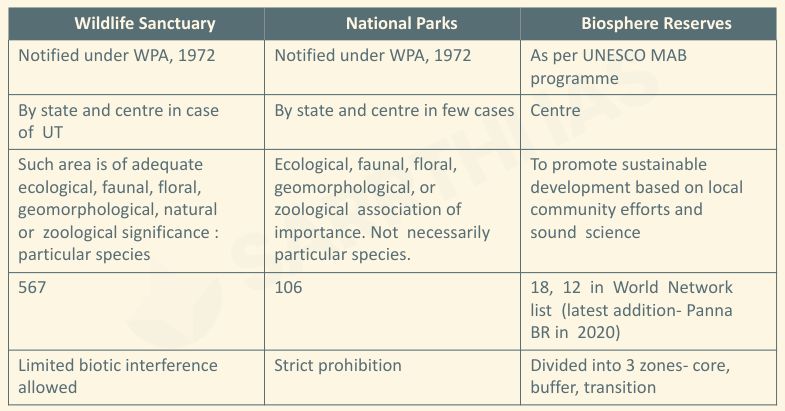 Wildlife Sanctuary
National Parks
Biosphere Reserves
Notified under WPA, 1972
Notified under WPA, 1972
As per UNESCO MAB
programme
By state and centre in case
of UT
By state and centre in few cases
Centre
Such area is of adequate
ecological, faunal, floral,
geomorphological, natural
or zoological significance :
particular species
Ecological, faunal, floral,
geomorphological, or
zoological association of
importance. Not necessarily
particular species.
To promote sustainable
development based on local
community efforts and
sound science
567
106
18, 12 in World Network
list (latest addition- Panna
BR in 2020)
Limited biotic interference
allowed
Strict prohibition
Divided into 3 zones- core,
buffer, transition